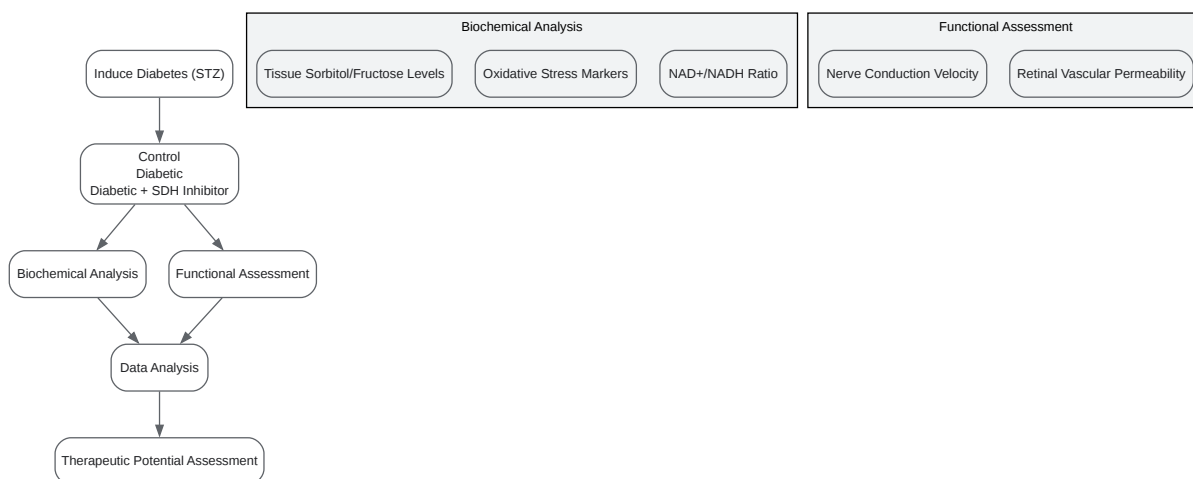 Biochemical Analysis
Functional Assessment
Induce Diabetes (STZ)
Tissue Sorbitol/Fructose Levels
Oxidative Stress Markers
NAD+/NADH Ratio
Nerve Conduction Velocity
Retinal Vascular Permeability
Control
Diabetic
Diabetic + SDH Inhibitor
Biochemical Analysis
Functional Assessment
Data Analysis
Therapeutic Potential Assessment